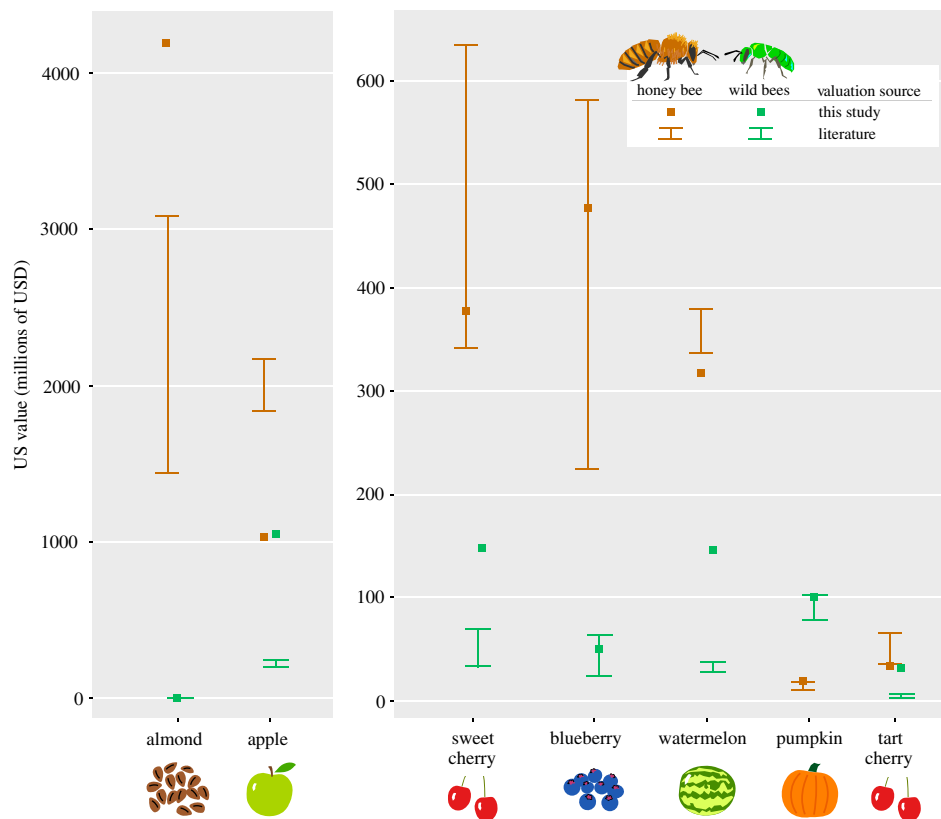 US value (millions of USD)
4000
3000
2000
1000
0
600
500
400
300
200
100
0
honey bee wild bees valuation source
this study
literature
almond apple sweet cherry blueberry watermelon pumpkin tart cherry